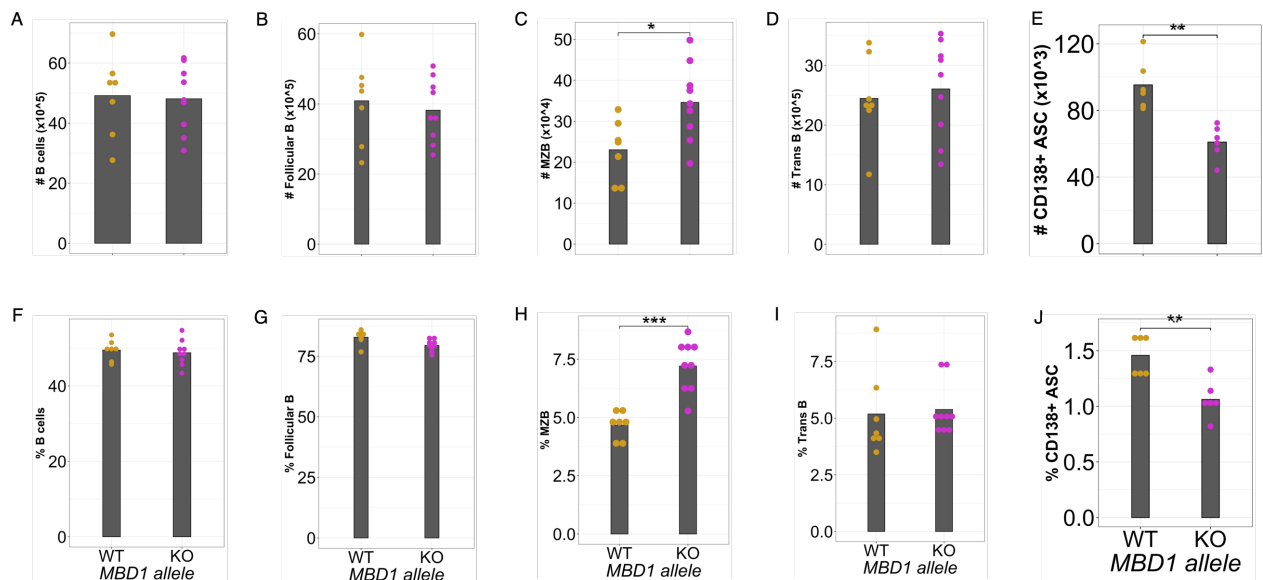 A
# B cells (x10^5)
60
40
20
0
B
# Follicular B (x10^5)
60
40
20
0
C
# MZB (x10^4)
50
40
30
20
10
0
*
D
# Trans B (x10^5)
30
20
10
0
E
# CD138+ ASC (x10^3)
120
80
40
0
**
F
% B cells
40
20
0
WT KO
MBD1 allele
G
% Follicular B
75
50
25
0
WT KO
MBD1 allele
H
% MZB
7.5
5.0
2.5
0.0
***
WT KO
MBD1 allele
I
% Trans B
7.5
5.0
2.5
0.0
WT KO
MBD1 allele
J
% CD138+ ASC
1.5
1.0
0.5
0.0
**
WT KO
MBD1 allele